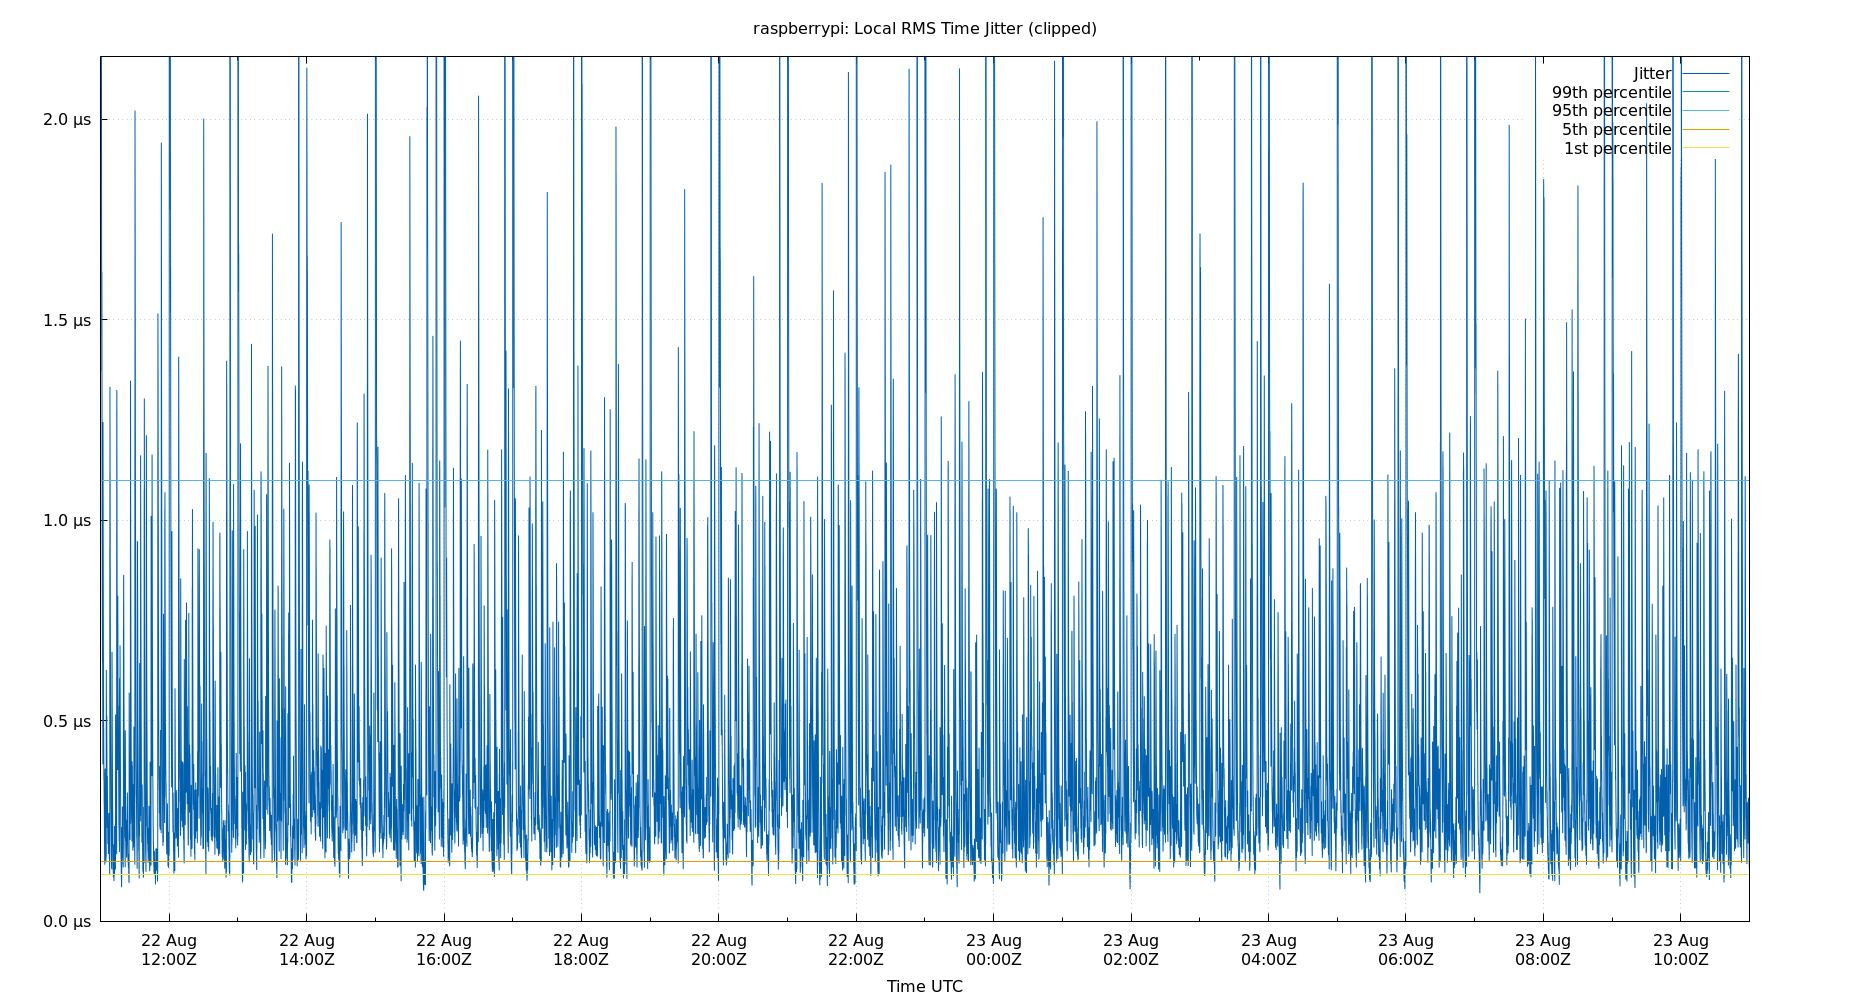 raspberrypi: Local RMS Time Jitter (clipped)
Jitter
99th percentile
95th percentile
5th percentile
1st percentile
2.0 µs
1.5 µs
1.0 µs
0.5 µs
0.0 µs
22 Aug 22 Aug 22 Aug 22 Aug 22 Aug 22 Aug 23 Aug 23 Aug 23 Aug 23 Aug 23 Aug 23 Aug
12:00Z 14:00Z 16:00Z 18:00Z 20:00Z 22:00Z 00:00Z 02:00Z 04:00Z 06:00Z 08:00Z 10:00Z
Time UTC